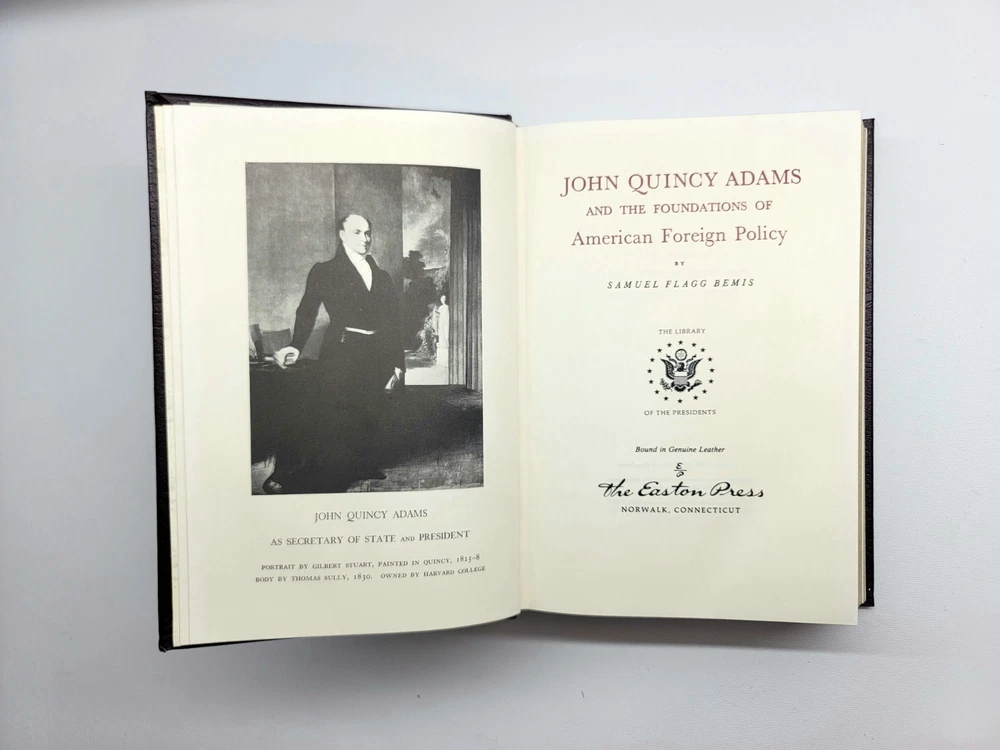 JOHN QUINCY ADAMS
AS SECRETARY OF STATE AND PRESIDENT
PORTRAIT BY GILBERT STUART, PAINTED IN QUINCY, 1825–8
BODY BY THOMAS SULLY, 1830. OWNED BY HARVARD COLLEGE
JOHN QUINCY ADAMS
AND THE FOUNDATIONS OF
American Foreign Policy
BY
SAMUEL FLAGG BEMIS
THE LIBRARY
OF THE PRESIDENTS
Bound in Genuine Leather
The Easton Press
NORWALK, CONNECTICUT